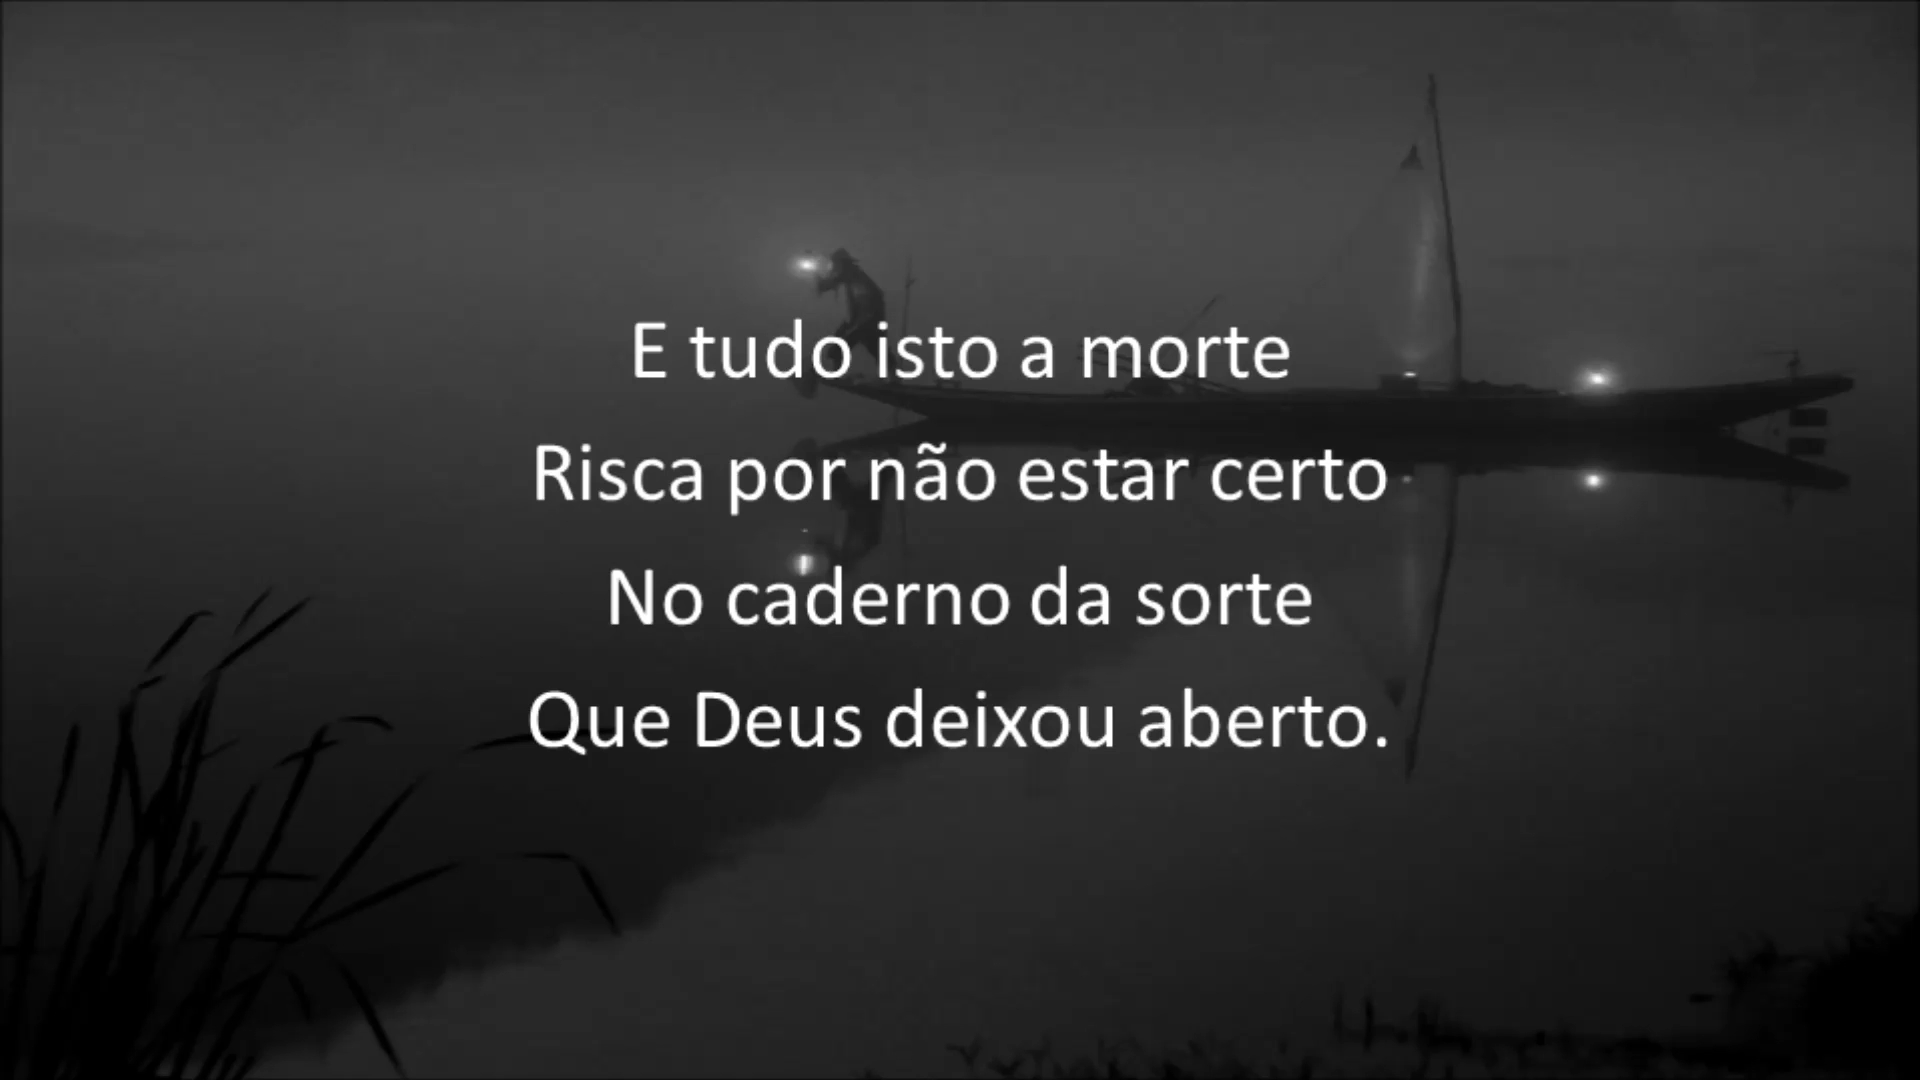 E tudo isto a morte
Risca por não estar certo
No caderno da sorte
Que Deus deixou aberto.